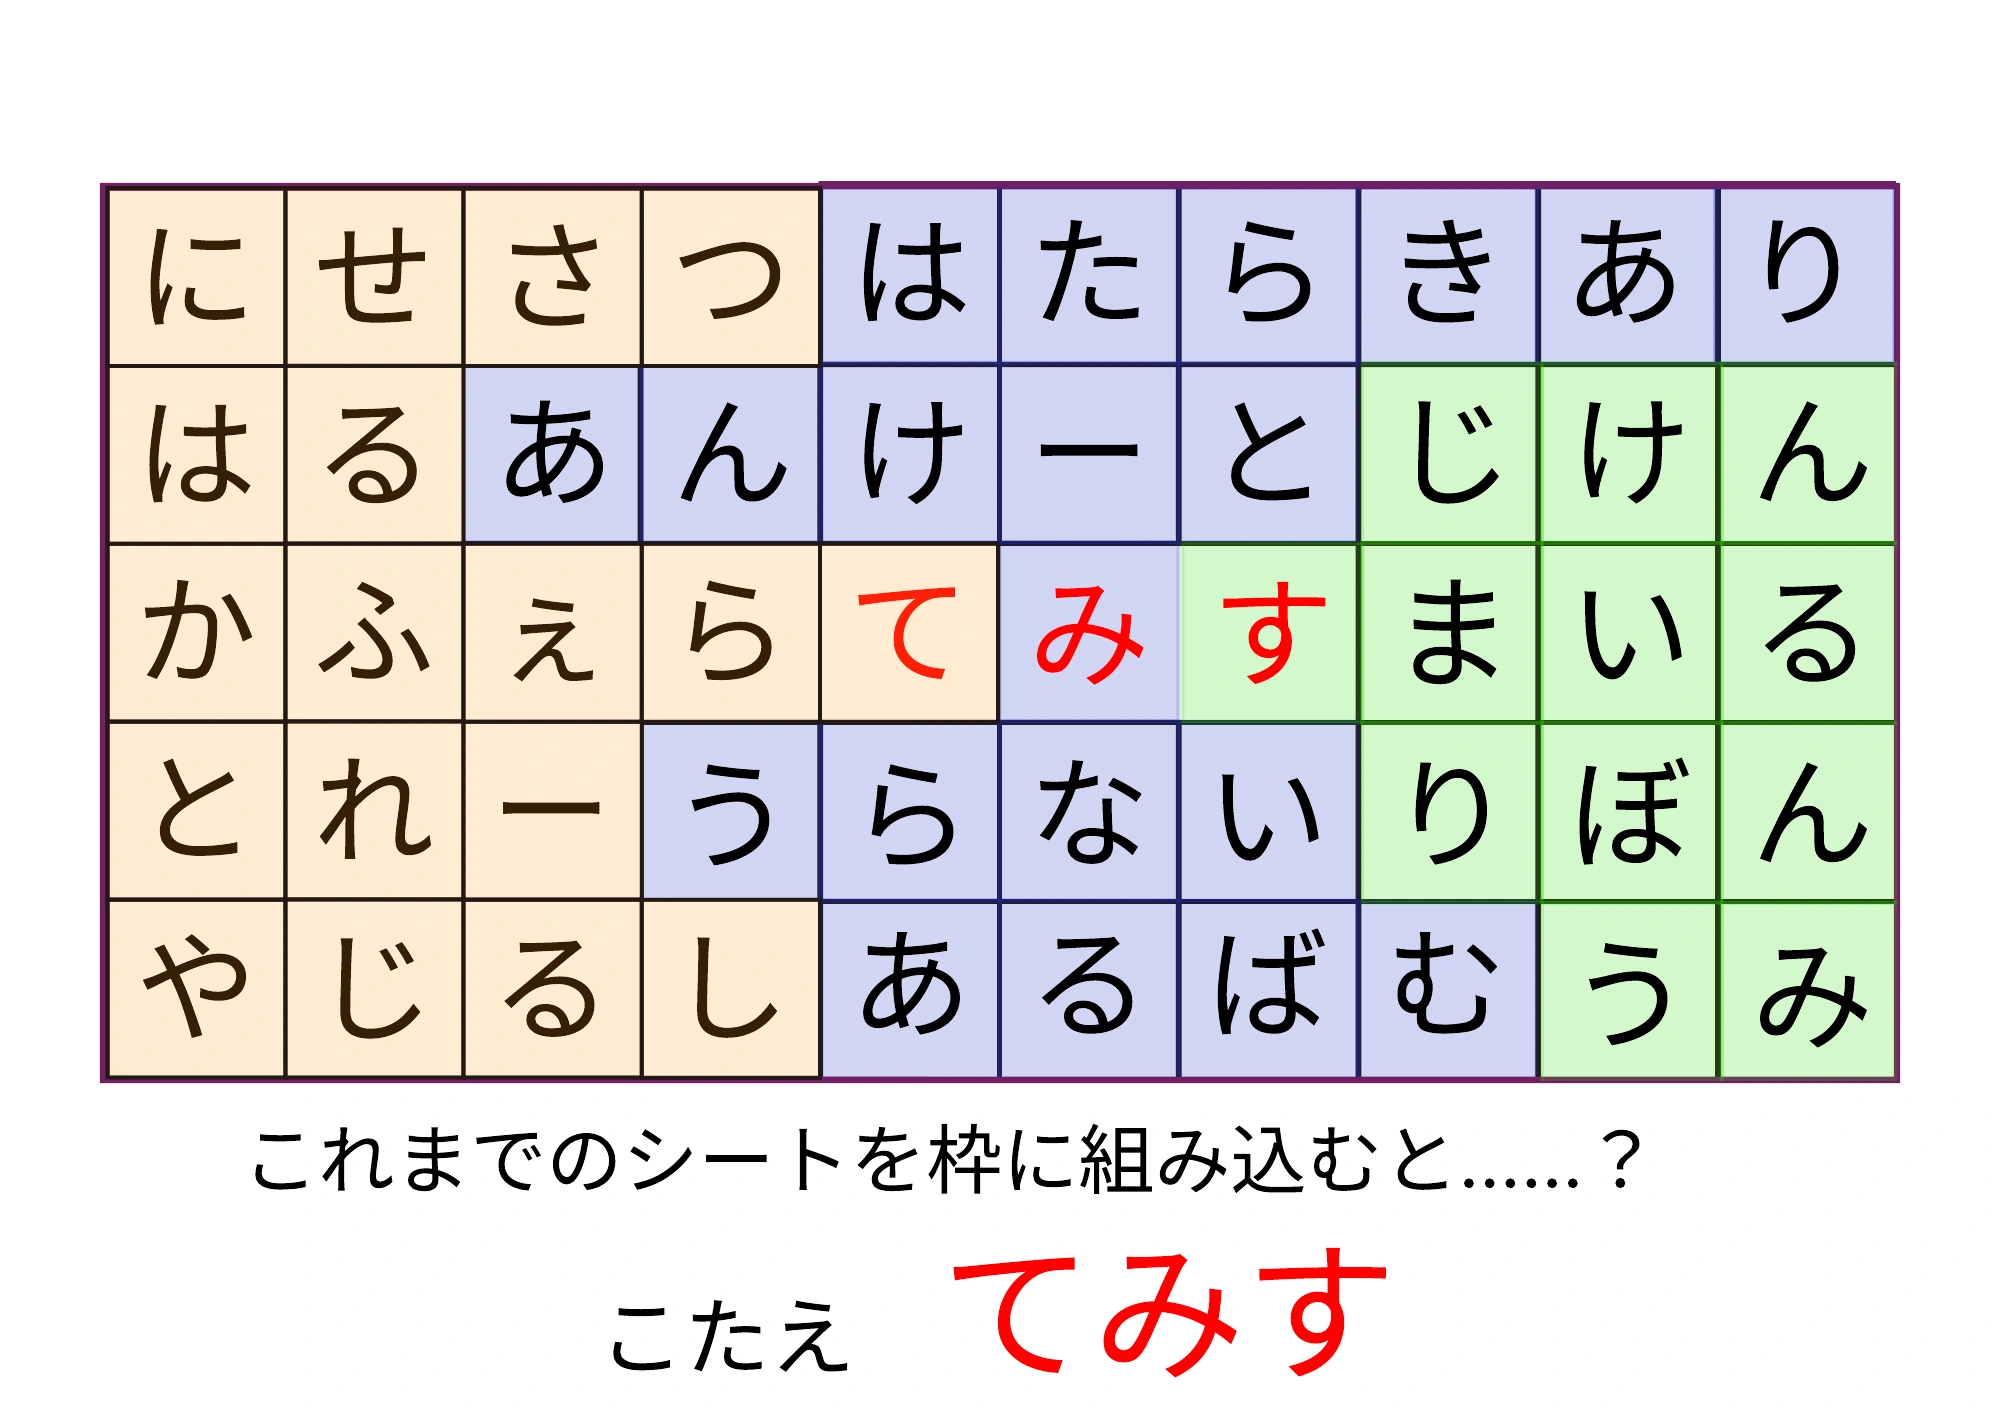 にせさつはたらきあり
はるあんけーとじけん
かふぇらてみすまいる
とれーうらないりぼん
やじるしあるばむうみ
これまでのシートを枠に組み込むと……？
こたえ　てみす